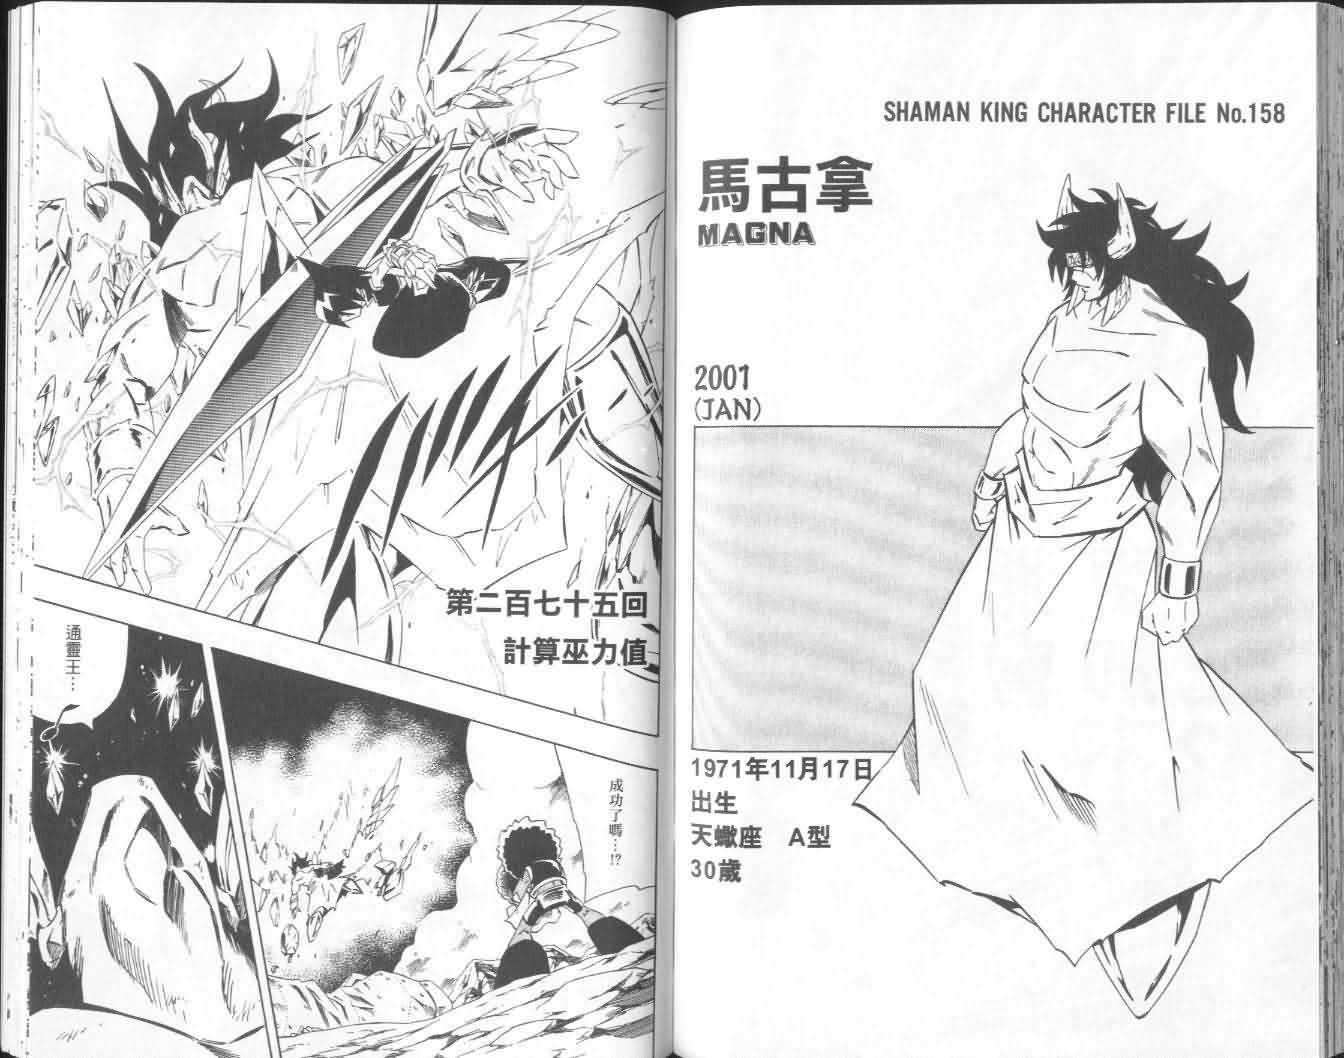 SHAMAN KING CHARACTER FILE No.158
馬古拿
MAGNA
2001
(JAN)
1971年11月17日
出生
天蠍座　A型
30歲
第二百七十五回
計算巫力值
成功了嗎…!?
通靈王…